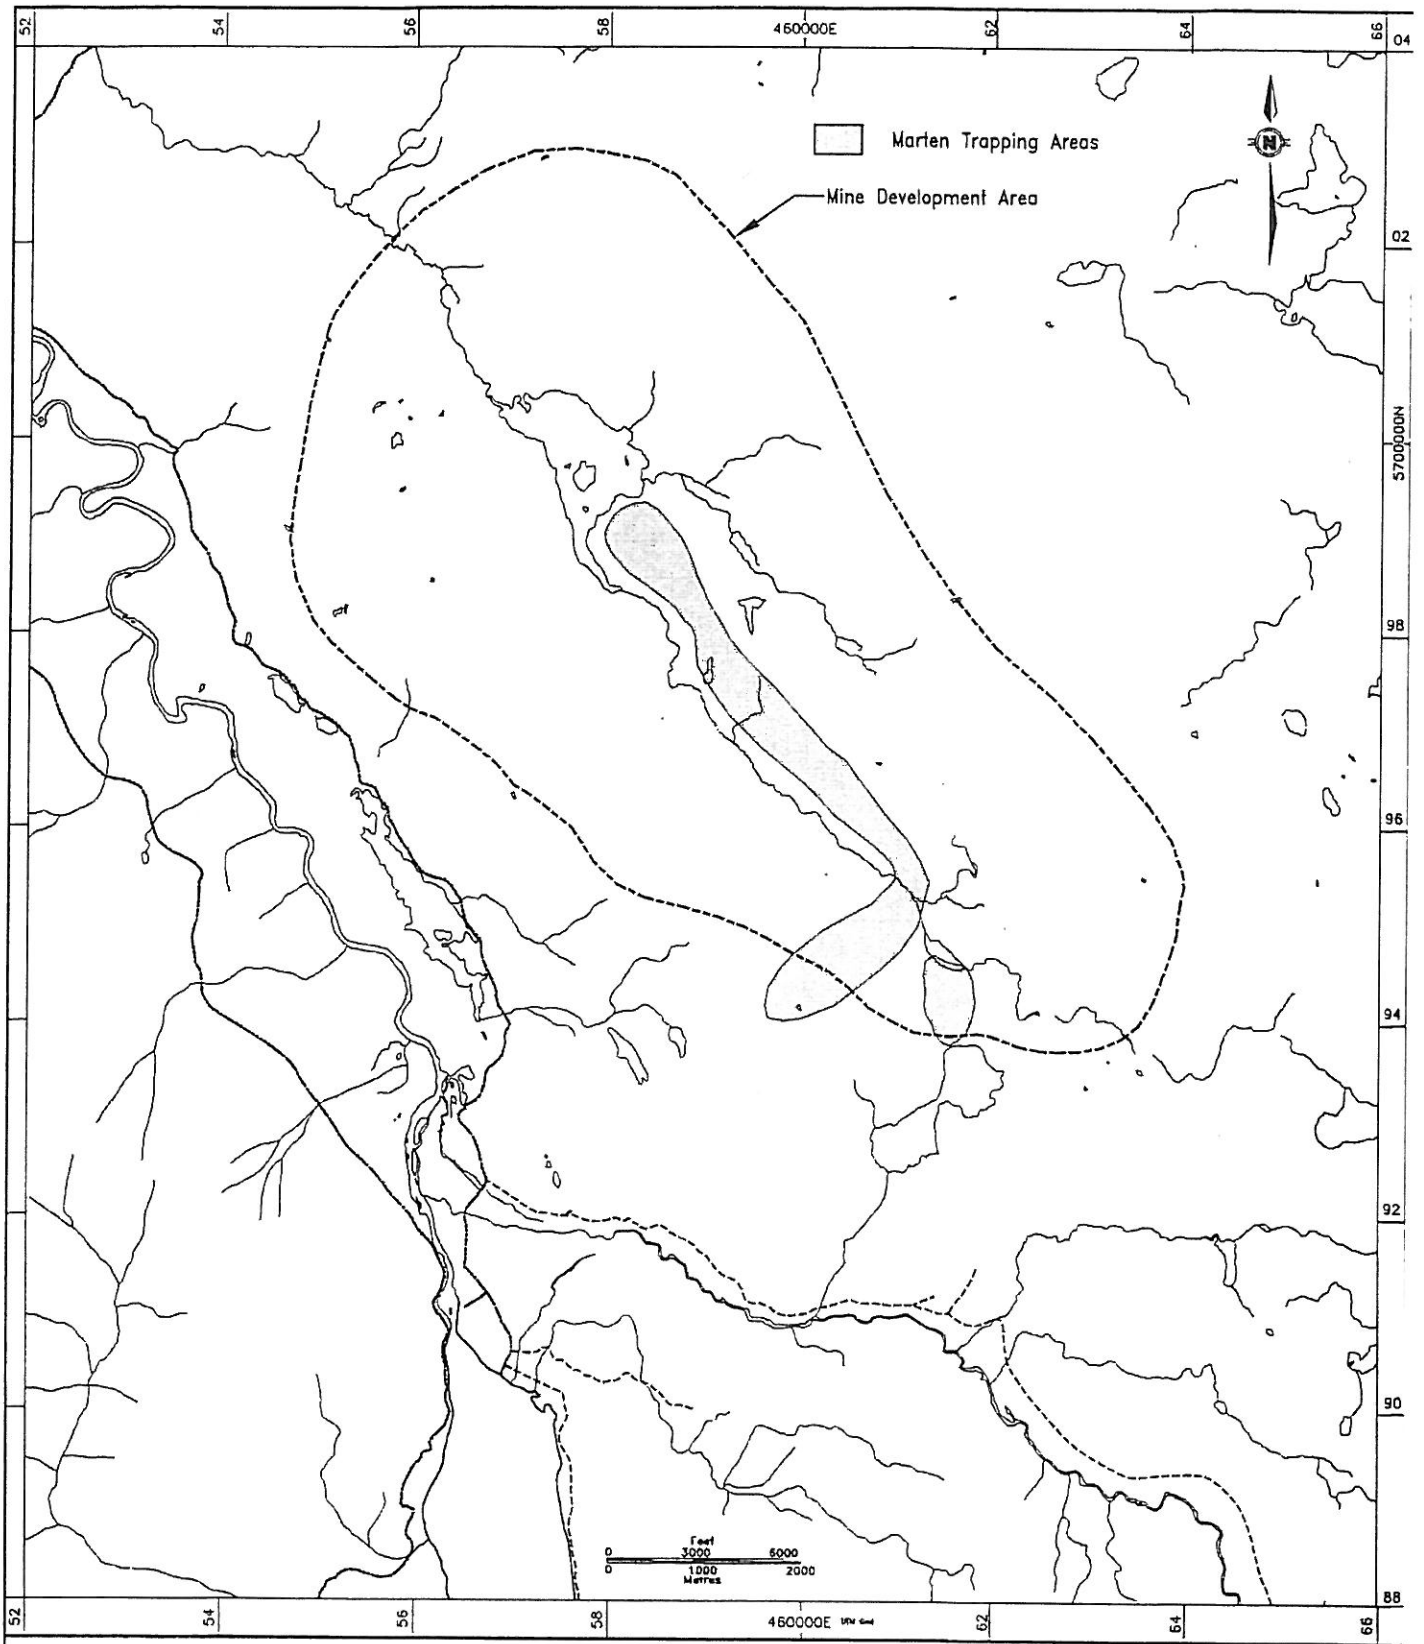 52 54 56 58 460000E 62 64 66
04
Marten Trapping Areas
N
Mine Development Area
02
5700000N
98
96
94
92
90
Feet
0 3000 6000
0 1000 2000
Metres
88
52 54 56 58 460000E UTM Grid 62 64 66